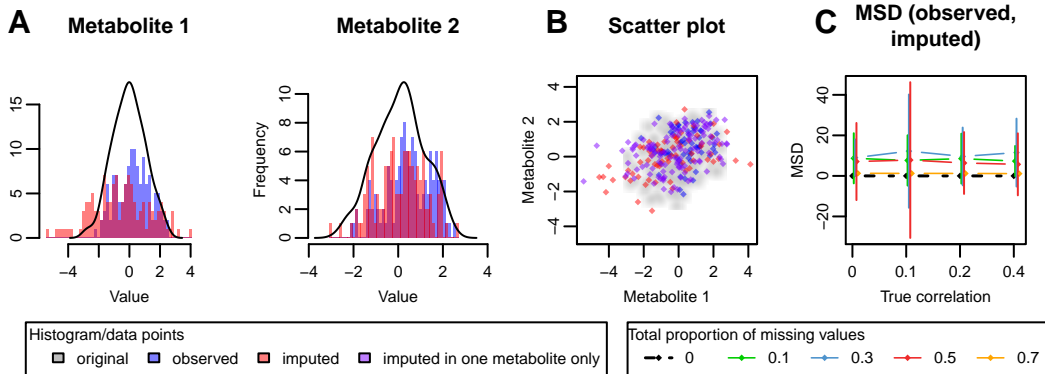 A
Metabolite 1
Metabolite 2
B
Scatter plot
C
MSD (observed,
imputed)
0
5
10
15
−4
−2
0
2
4
Value
Frequency
0
2
4
6
8
10
−4
−2
0
2
4
Value
Metabolite 2
−4
−2
0
2
4
−4
−2
0
2
4
Metabolite 1
MSD
−20
0
20
40
0
0.1
0.2
0.4
True correlation
Histogram/data points
original observed imputed imputed in one metabolite only
Total proportion of missing values
0 0.1 0.3 0.5 0.7